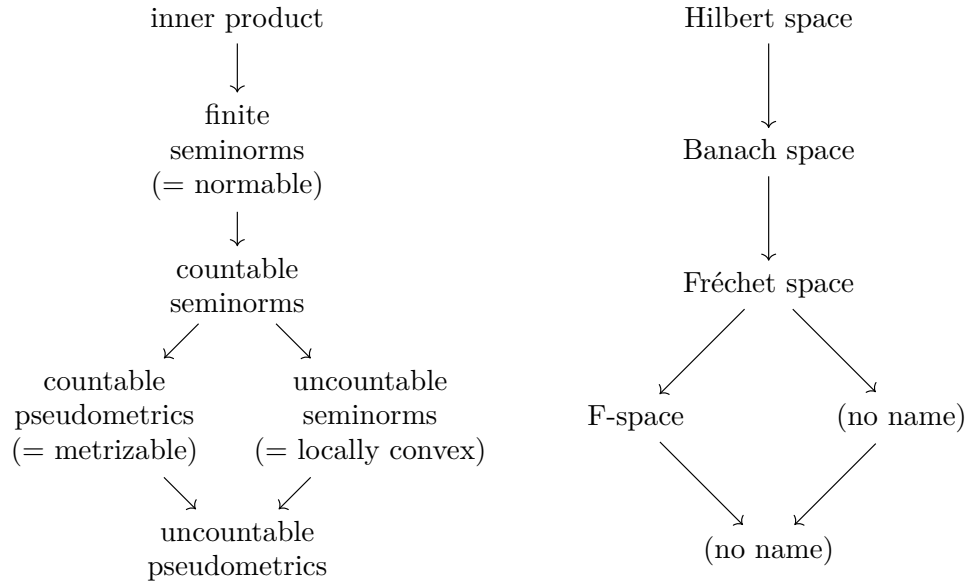 inner product
finite
seminorms
(= normable)
countable
seminorms
countable
pseudometrics
(= metrizable)
uncountable
seminorms
(= locally convex)
uncountable
pseudometrics
Hilbert space
Banach space
Fréchet space
F-space
(no name)
(no name)